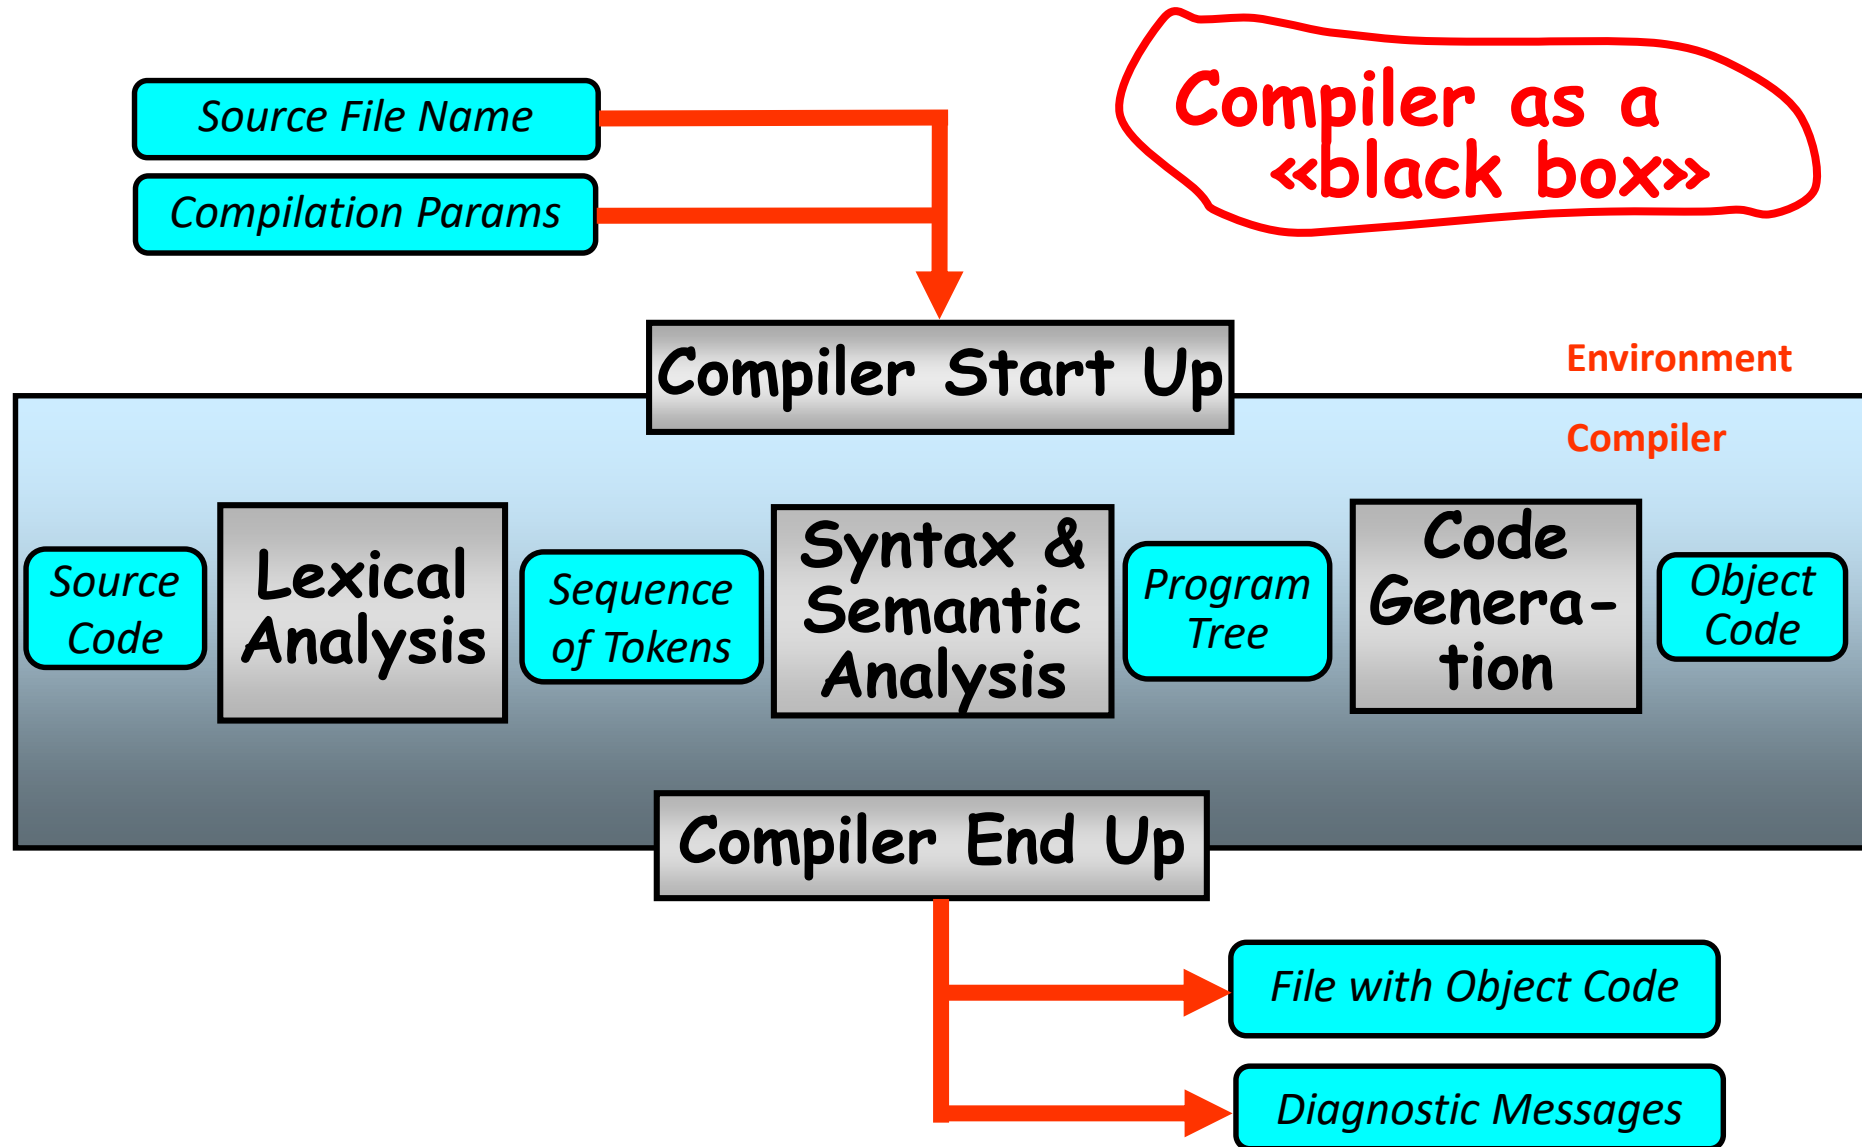 Compiler as a
«black box»
Source File Name
Compilation Params
Compiler Start Up
Environment
Compiler
Source
Code
Lexical
Analysis
Sequence
of Tokens
Syntax &
Semantic
Analysis
Program
Tree
Code
Genera-
tion
Object
Code
Compiler End Up
File with Object Code
Diagnostic Messages